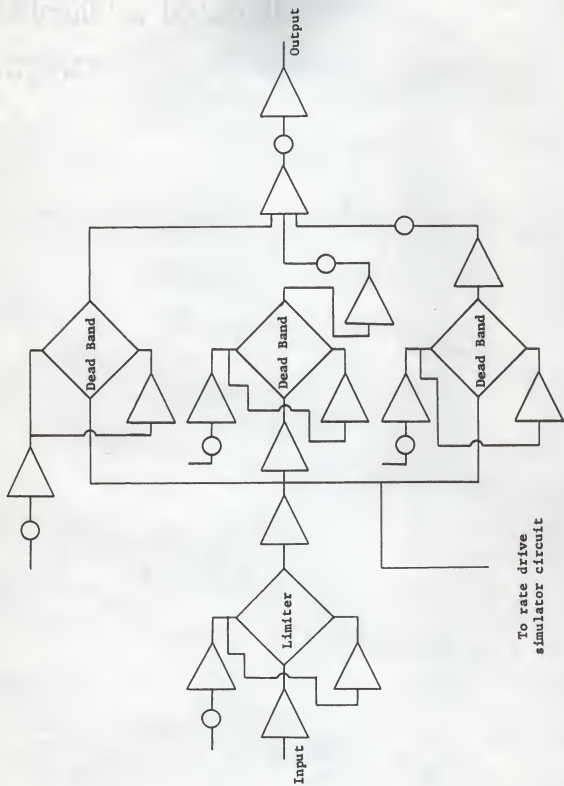 Output
Dead Band
Dead Band
Dead Band
Limiter
Input
To rate drive
simulator circuit